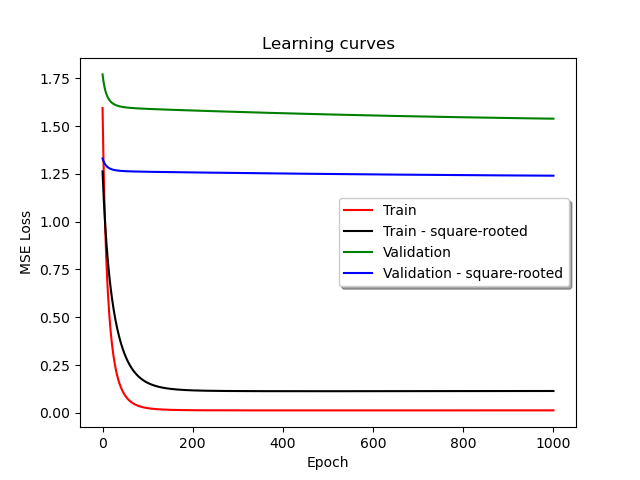 Learning curves
MSE Loss
1.75
1.50
1.25
1.00
0.75
0.50
0.25
0.00
Train
Train - square-rooted
Validation
Validation - square-rooted
0 200 400 600 800 1000
Epoch